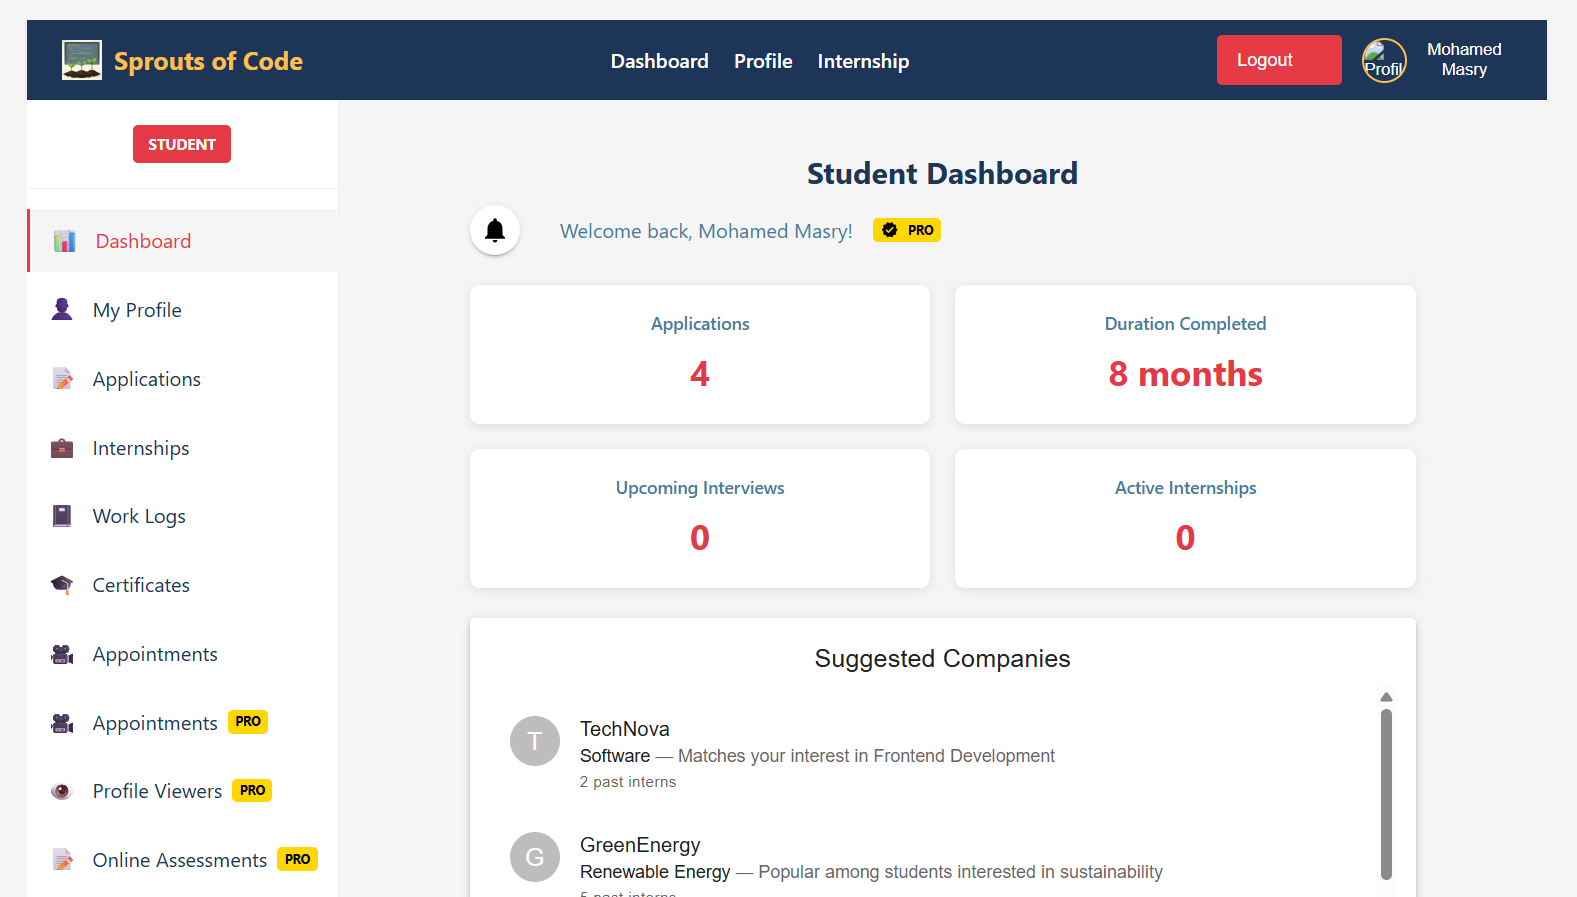 Sprouts of Code
Dashboard Profile Internship
Logout
Profil
Mohamed
Masry
STUDENT
Dashboard
My Profile
Applications
Internships
Work Logs
Certificates
Appointments
Appointments PRO
Profile Viewers PRO
Online Assessments PRO
Student Dashboard
Welcome back, Mohamed Masry! PRO
Applications
4
Duration Completed
8 months
Upcoming Interviews
0
Active Internships
0
Suggested Companies
T
TechNova
Software — Matches your interest in Frontend Development
2 past interns
G
GreenEnergy
Renewable Energy — Popular among students interested in sustainability
5 past interns